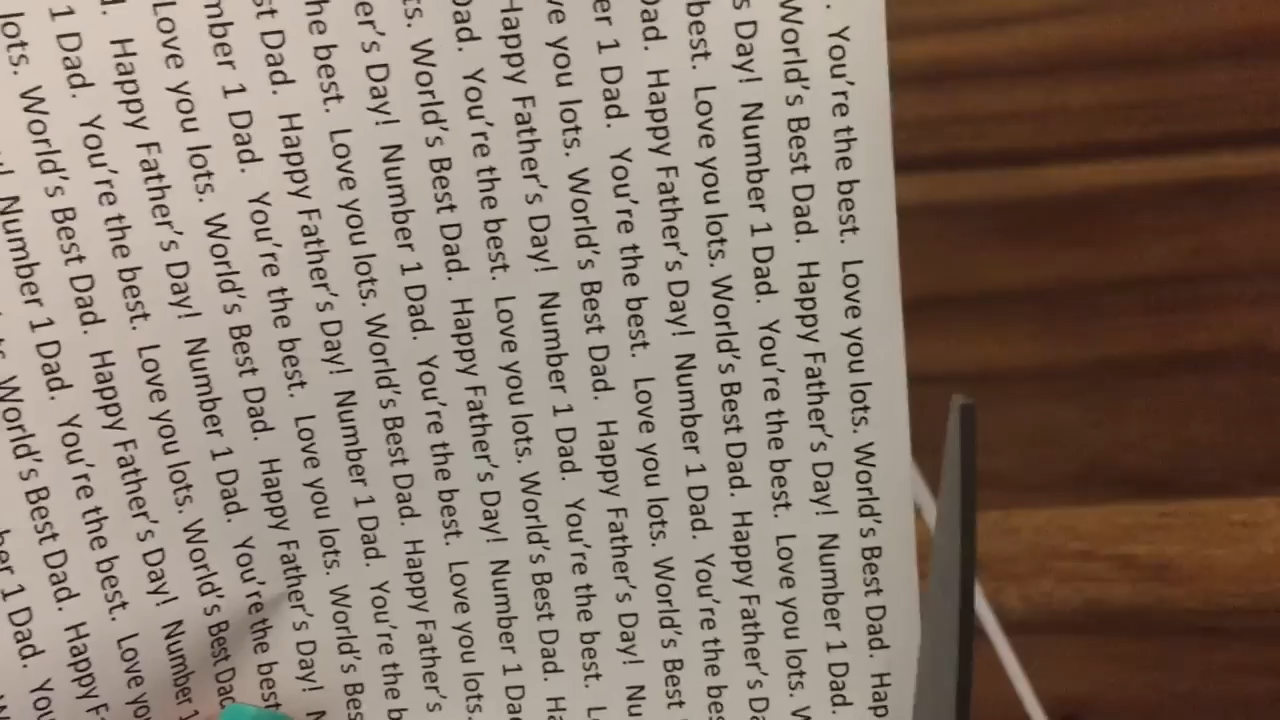 . You're the best. Love you lots. World's Best Dad. Hap
World's Best Dad. Happy Father's Day! Number 1 Dad.
s Day! Number 1 Dad. You're the best. Love you lots. W
best. Love you lots. World's Best Dad. Happy Father's Da
Dad. Happy Father's Day! Number 1 Dad. You're the bes
er 1 Dad. You're the best. Love you lots. World's Best
ve you lots. World's Best Dad. Happy Father's Day! Nu
Happy Father's Day! Number 1 Dad. You're the best. L
Dad. You're the best. Love you lots. World's Best Dad. Ha
ts. World's Best Dad. Happy Father's Day! Number 1 Da
er's Day! Number 1 Dad. You're the best. Love you lots.
he best. Love you lots. World's Best Dad. Happy Father's
st Dad. Happy Father's Day! Number 1 Dad. You're the b
mber 1 Dad. You're the best. Love you lots. World's Bes
Love you lots. World's Best Dad. Happy Father's Day! N
d. Happy Father's Day! Number 1 Dad. You're the best
1 Dad. You're the best. Love you lots. World's Best Dad
lots. World's Best Dad. Happy Father's Day! Number 1
Number 1 Dad. You're the best. Love yo
World's Best Dad. Happy F
ber 1 Dad. You